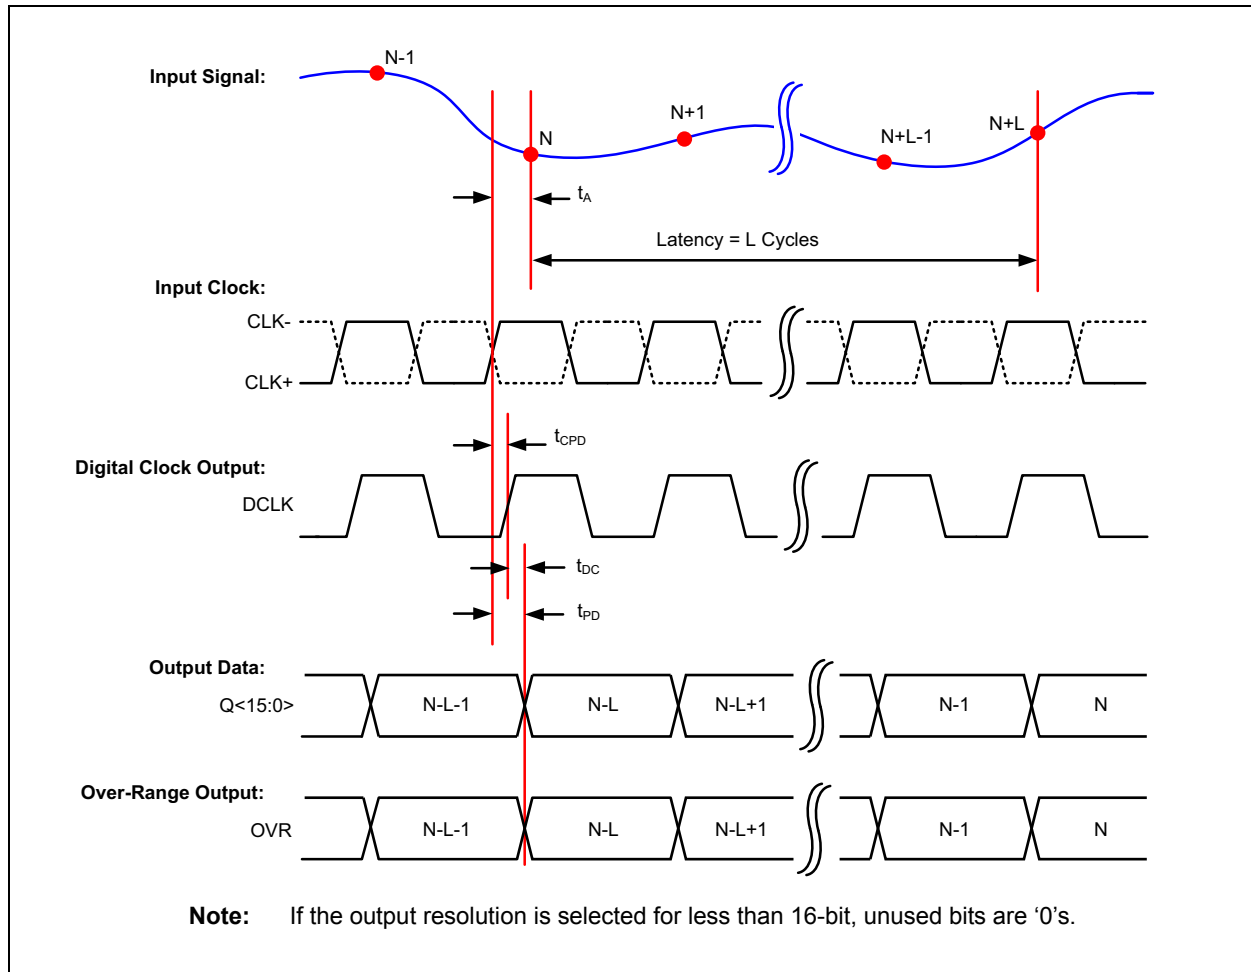 N-1
Input Signal:
N
N+1
N+L-1
N+L
tA
Latency = L Cycles
Input Clock:
CLK-
CLK+
tCPD
Digital Clock Output:
DCLK
tDC
tPD
Output Data:
Q<15:0>
N-L-1
N-L
N-L+1
N-1
N
Over-Range Output:
OVR
N-L-1
N-L
N-L+1
N-1
N
Note: If the output resolution is selected for less than 16-bit, unused bits are ‘0’s.